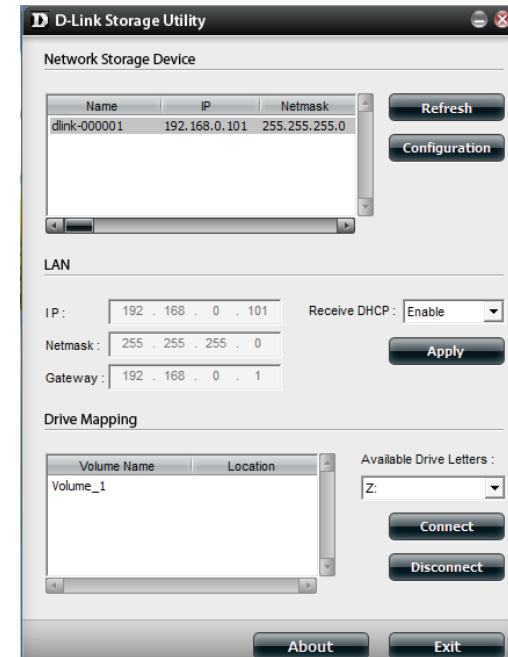 D-Link Storage Utility
Network Storage Device
Name IP Netmask
dlink-000001 192.168.0.101 255.255.255.0
Refresh
Configuration
LAN
IP: 192 . 168 . 0 . 101 Receive DHCP : Enable
Netmask : 255 . 255 . 255 . 0
Apply
Gateway : 192 . 168 . 0 . 1
Drive Mapping
Volume Name Location
Volume_1
Available Drive Letters :
Z:
Connect
Disconnect
About Exit